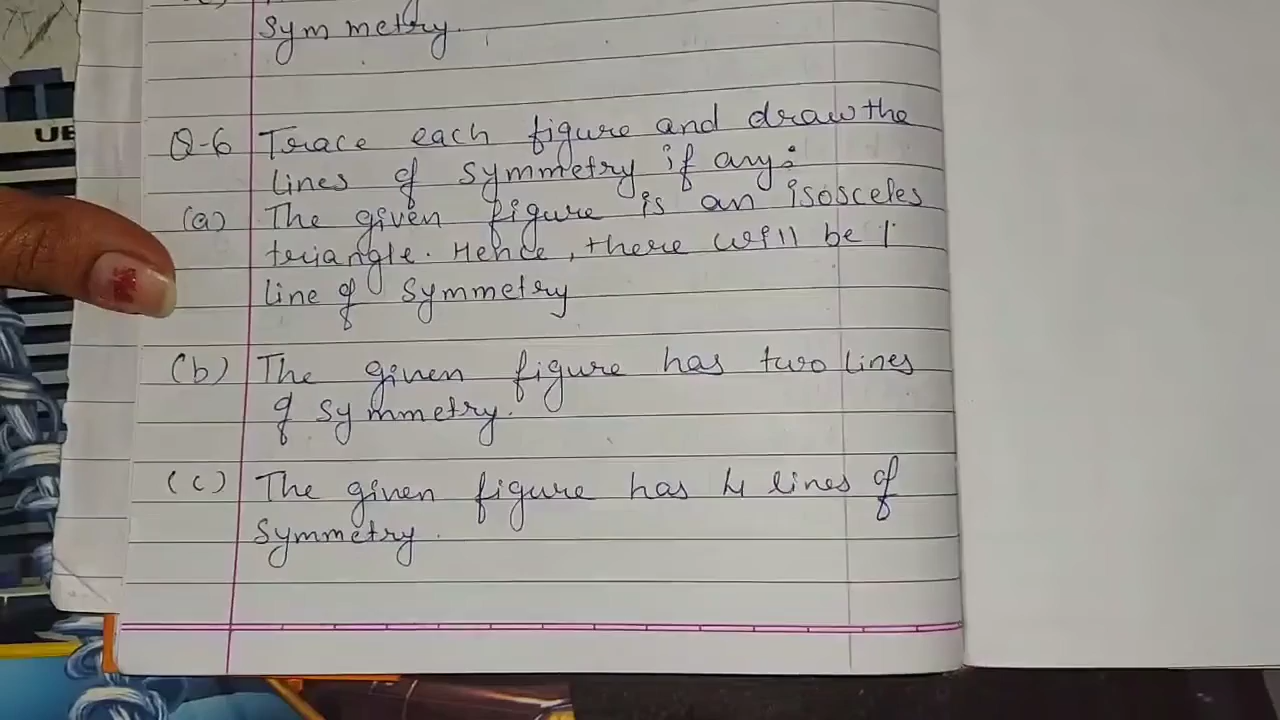 Symmetry.
Q-6 Trace each figure and draw the
lines of symmetry if any:
(a) The given figure is an isosceles
triangle. Hence, there will be 1
line of symmetry
(b) The given figure has two lines
of symmetry.
(c) The given figure has 4 lines of
Symmetry.
UB